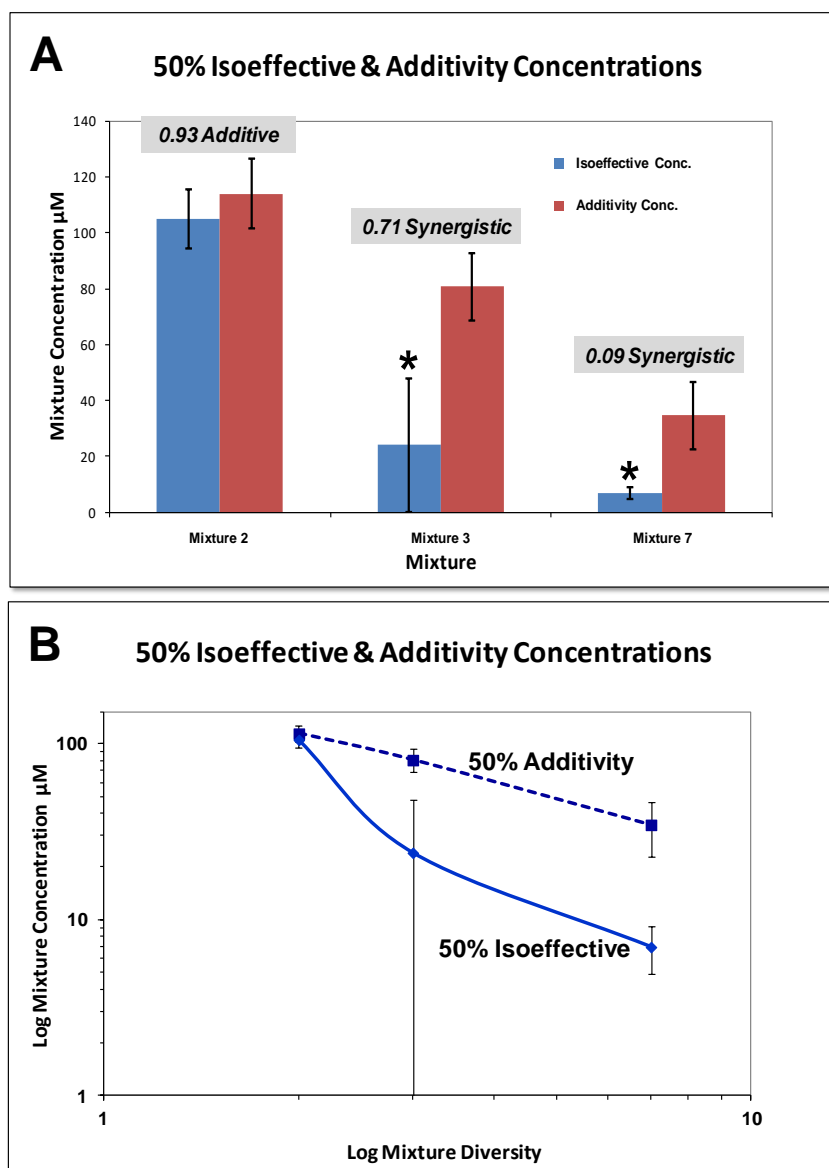 A
50% Isoeffective & Additivity Concentrations
140
120
100
80
60
40
20
0
Mixture Concentration µM
0.93 Additive
0.71 Synergistic
0.09 Synergistic
Isoeffective Conc.
Additivity Conc.
*
*
Mixture 2
Mixture 3
Mixture 7
Mixture
B
50% Isoeffective & Additivity Concentrations
100
10
1
Log Mixture Concentration µM
50% Additivity
50% Isoeffective
1
10
Log Mixture Diversity